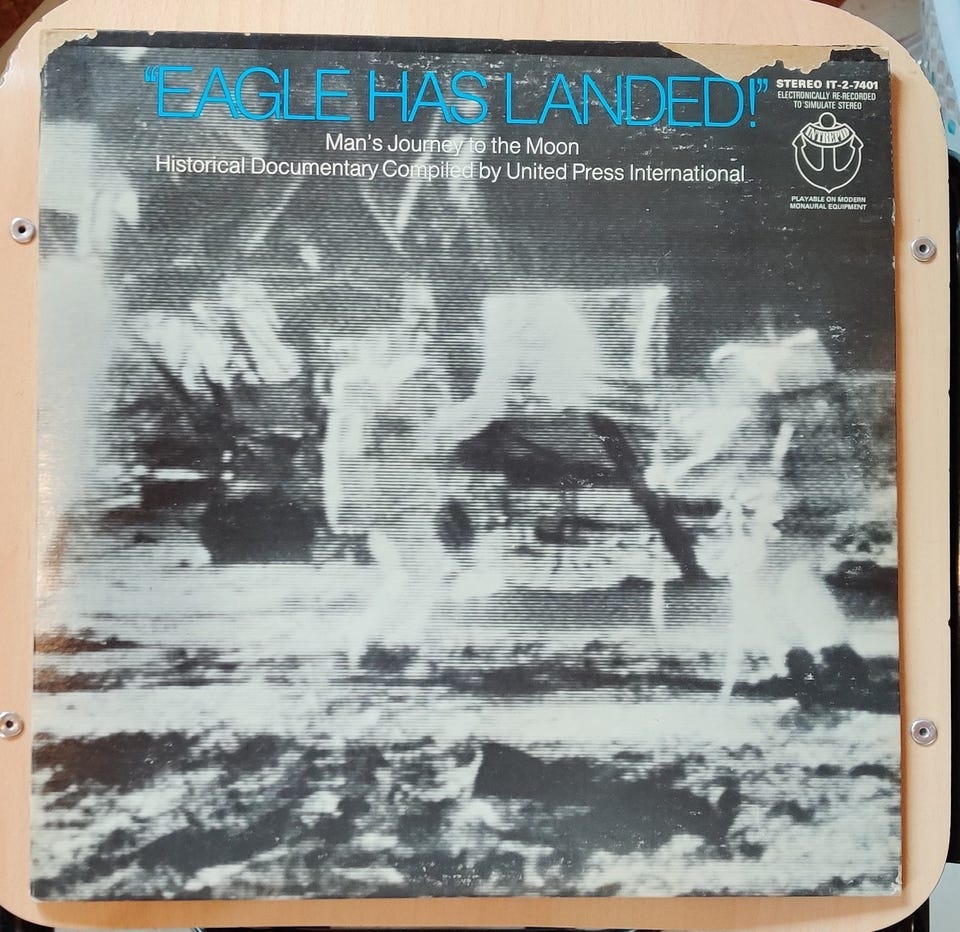 "EAGLE HAS LANDED!"
Man's Journey to the Moon
Historical Documentary Compiled by United Press International
STEREO IT-2-7401
ELECTRONICALLY RE-RECORDED
TO SIMULATE STEREO
INTREPID
PLAYABLE ON MODERN
MONAURAL EQUIPMENT